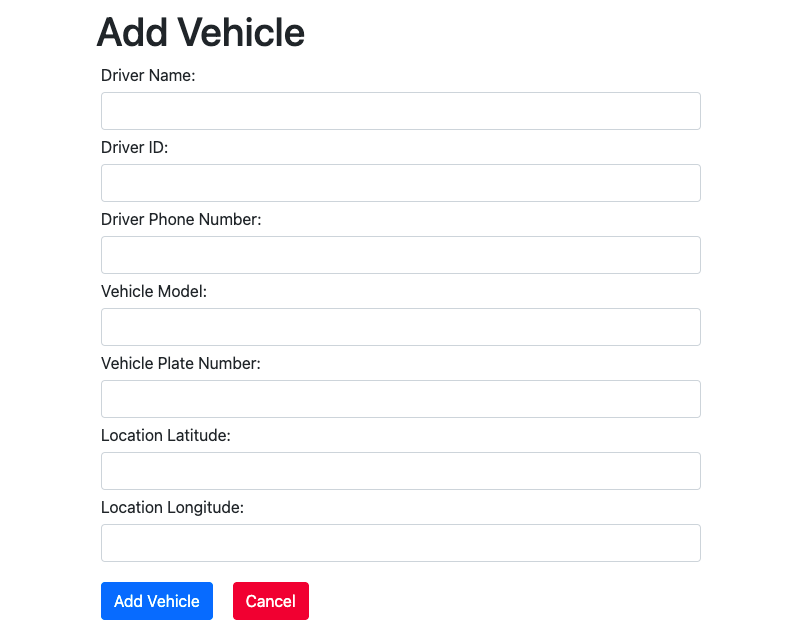 Add Vehicle
Driver Name:
Driver ID:
Driver Phone Number:
Vehicle Model:
Vehicle Plate Number:
Location Latitude:
Location Longitude:
Add Vehicle Cancel